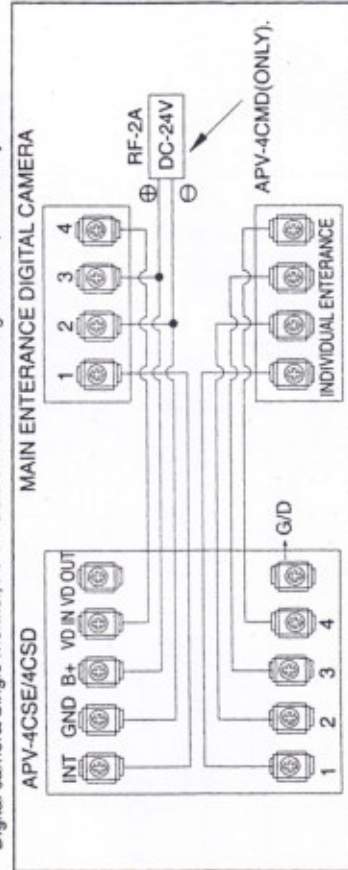 MAIN ENTERANCE DIGITAL CAMERA
APV-4CSE/4CSD
INT GND B+ VD IN VD OUT
1 2 3 4
RF-2A
DC-24V
⊕
⊖
APV-4CMD(ONLY).
1 2 3 4
G/D
INDIVIDUAL ENTERANCE